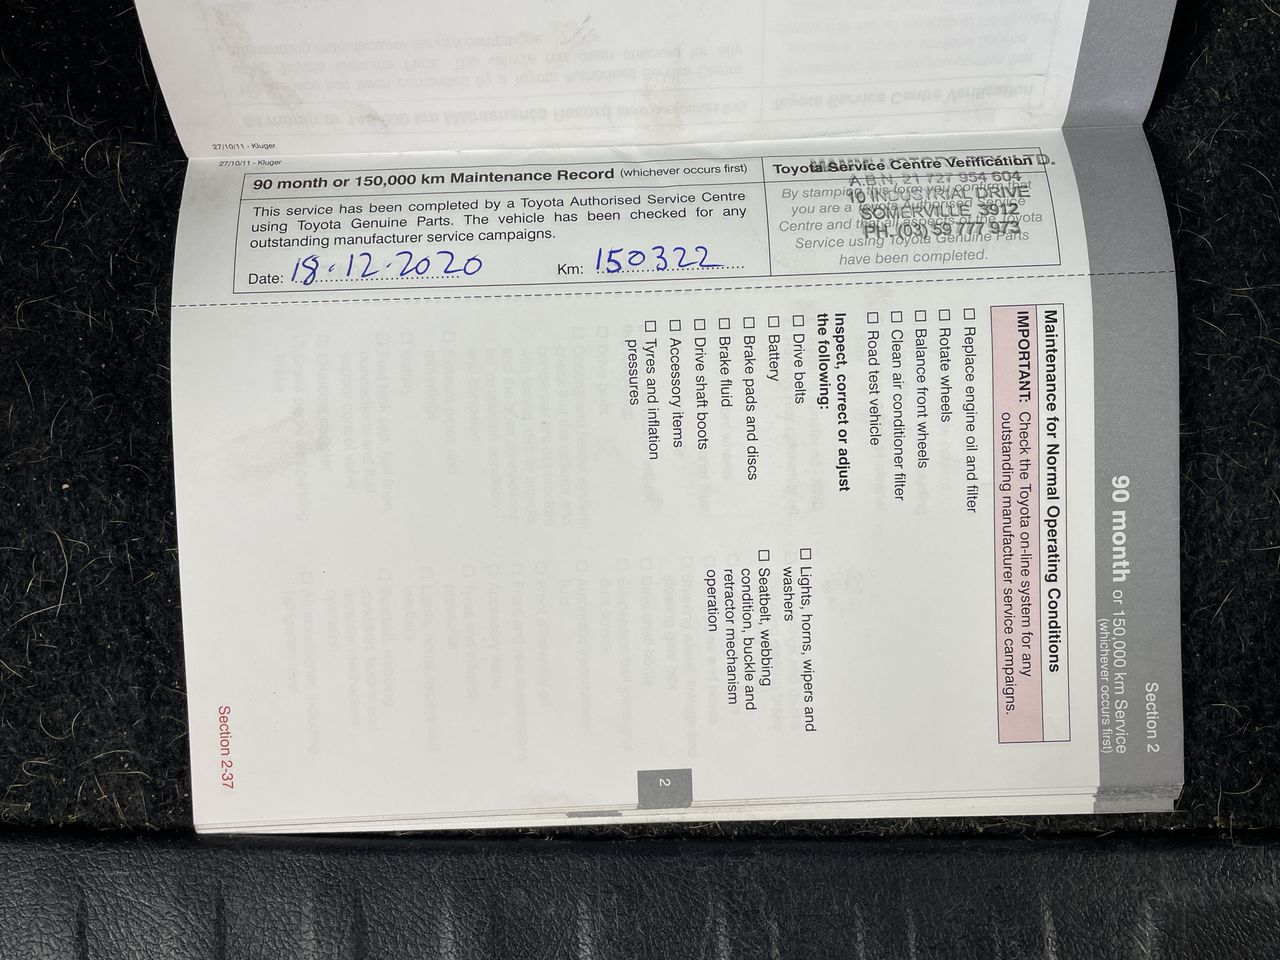 27/10/11 - Kluger
27/10/11 - Kluger
90 month or 150,000 km Maintenance Record (whichever occurs first)
This service has been completed by a Toyota Authorised Service Centre
using Toyota Genuine Parts. The vehicle has been checked for any
outstanding manufacturer service campaigns.
Date: 18.12.2020 Km: 150322
Toyota Service Centre Verification
By stamping this form you confirm that
you are a Toyota Authorised Service
Centre and that all aspects of the Toyota
Service using Toyota Genuine Parts
have been completed.
A.B.N. 21 727 954 604
10 INDUSTRIAL DRIVE
SOMERVILLE 3912
PH. (03) 59 777 973
Section 2
90 month or 150,000 km Service
(whichever occurs first)
Maintenance for Normal Operating Conditions
IMPORTANT: Check the Toyota on-line system for any
outstanding manufacturer service campaigns.
☐ Replace engine oil and filter
☐ Rotate wheels
☐ Balance front wheels
☐ Clean air conditioner filter
☐ Road test vehicle
Inspect, correct or adjust
the following:
☐ Drive belts
☐ Battery
☐ Brake pads and discs
☐ Brake fluid
☐ Drive shaft boots
☐ Accessory items
☐ Tyres and inflation
pressures
☐ Lights, horns, wipers and
washers
☐ Seatbelt, webbing
condition, buckle and
retractor mechanism
operation
2
Section 2-37